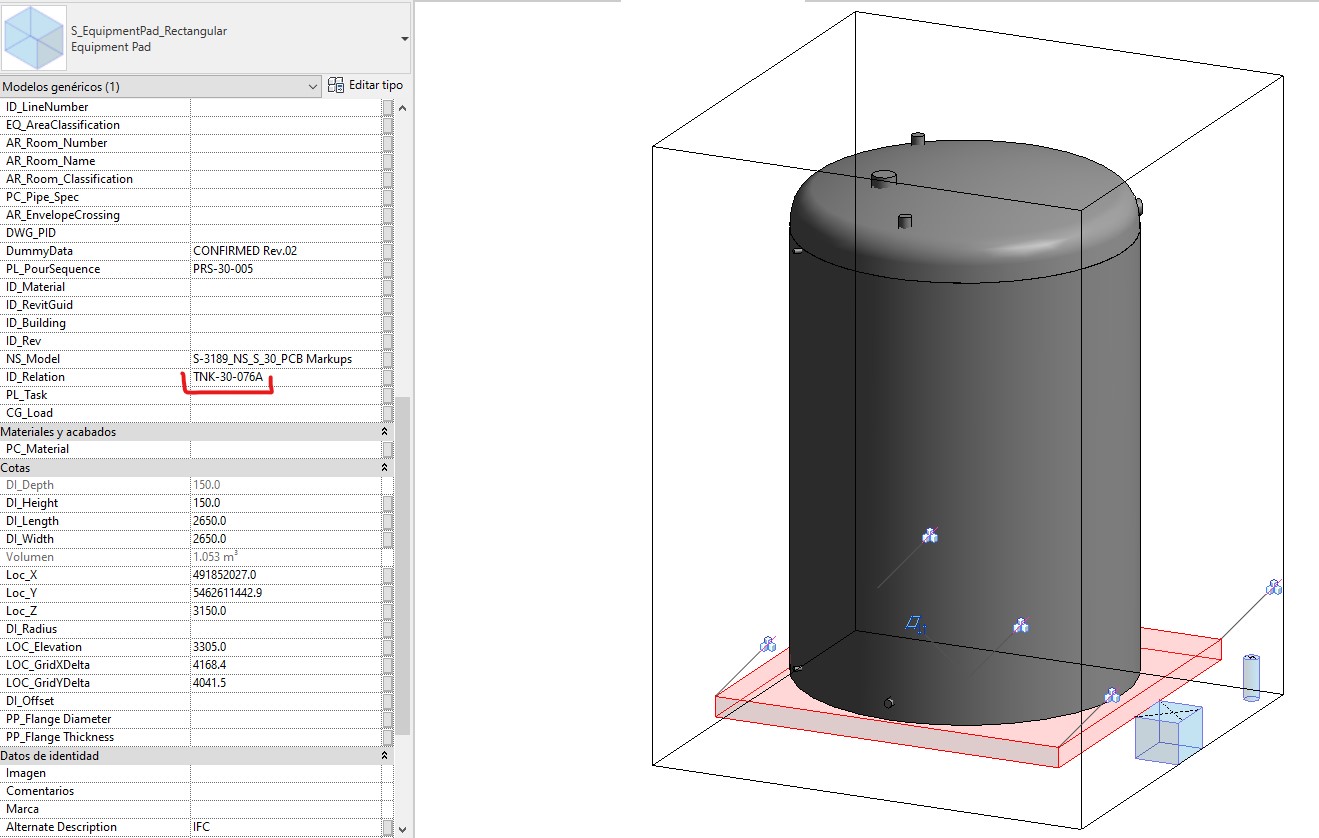 S_EquipmentPad_Rectangular
Equipment Pad
Modelos genéricos (1)
Editar tipo
ID_LineNumber
EQ_AreaClassification
AR_Room_Number
AR_Room_Name
AR_Room_Classification
PC_Pipe_Spec
AR_EnvelopeCrossing
DWG_PID
DummyData CONFIRMED Rev.02
PL_PourSequence PRS-30-005
ID_Material
ID_RevitGuid
ID_Building
ID_Rev
NS_Model S-3189_NS_S_30_PCB Markups
ID_Relation TNK-30-076A
PL_Task
CG_Load
Materiales y acabados
PC_Material
Cotas
DI_Depth 150.0
DI_Height 150.0
DI_Length 2650.0
DI_Width 2650.0
Volumen 1.053 m³
Loc_X 491852027.0
Loc_Y 5462611442.9
Loc_Z 3150.0
DI_Radius
LOC_Elevation 3305.0
LOC_GridXDelta 4168.4
LOC_GridYDelta 4041.5
DI_Offset
PP_Flange Diameter
PP_Flange Thickness
Datos de identidad
Imagen
Comentarios
Marca
Alternate Description IFC